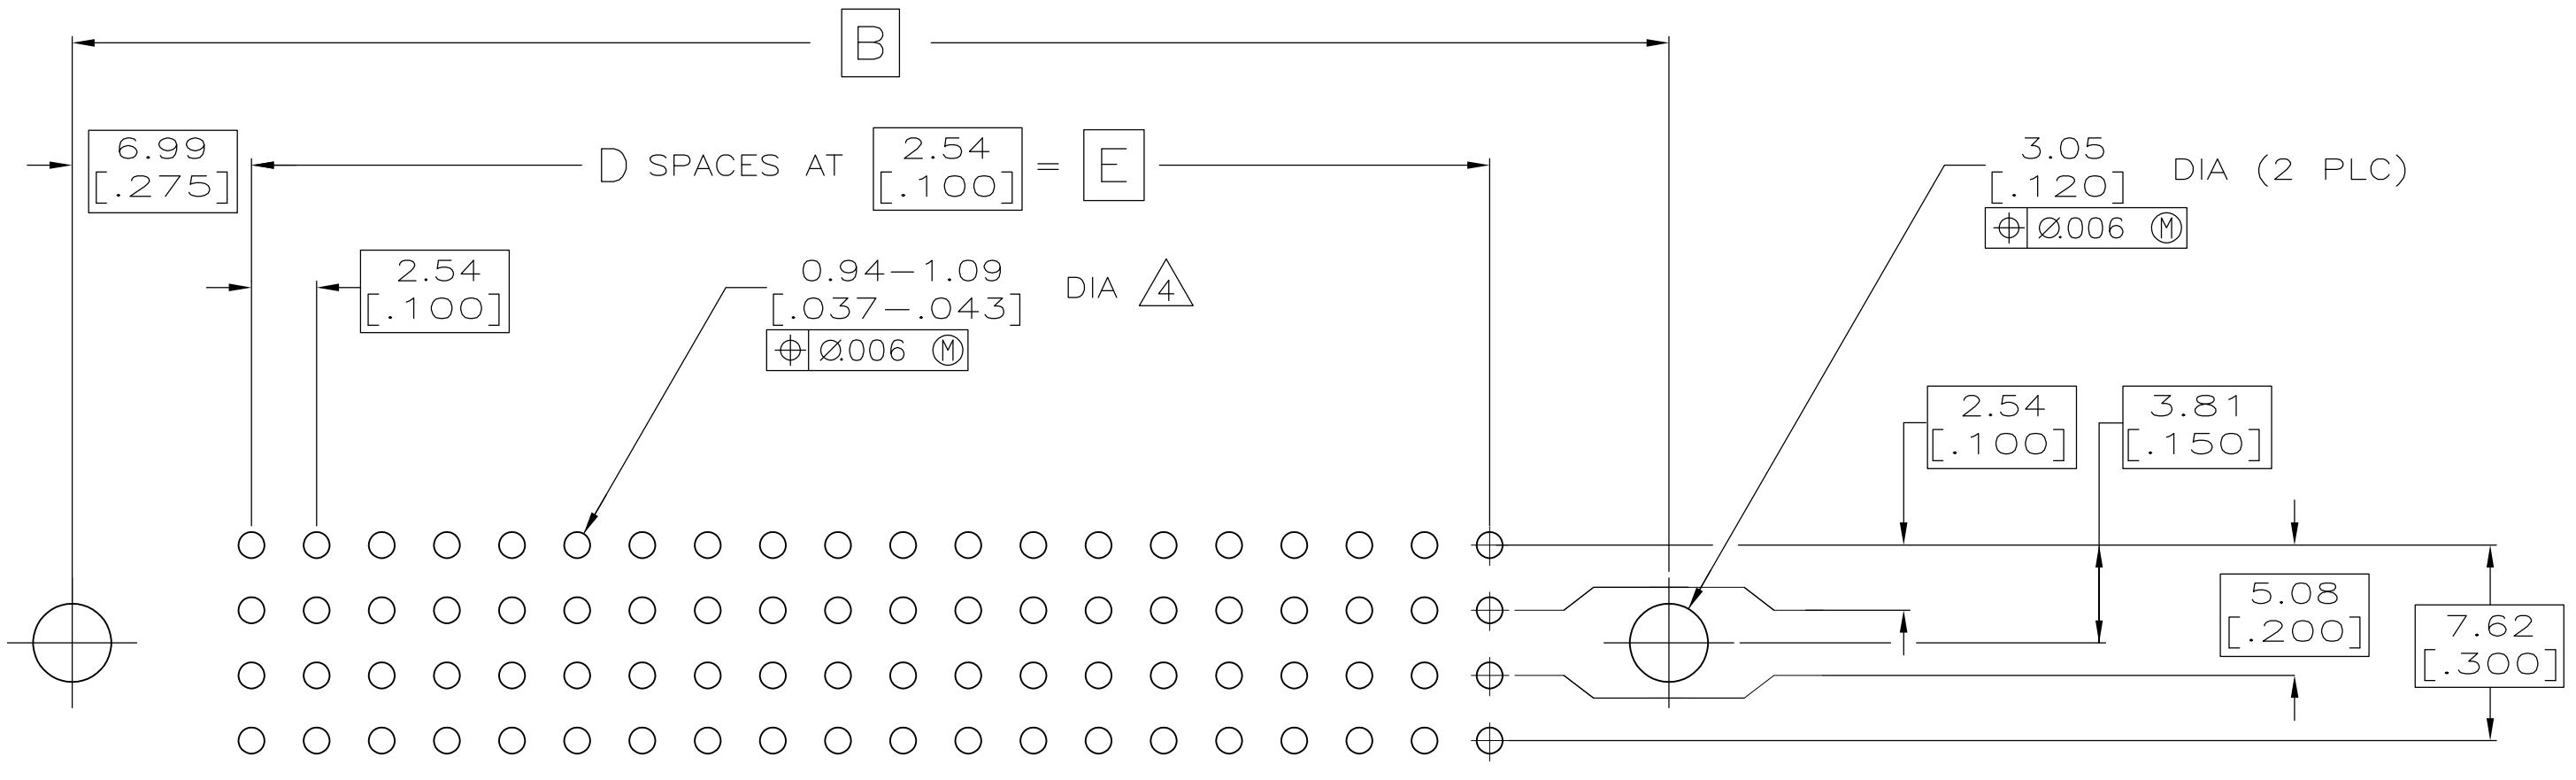 B
6.99
[.275]
D SPACES AT 2.54 [.100] = E
3.05
[.120]
DIA (2 PLC)
⌖ Ø.006 Ⓜ
2.54
[.100]
0.94-1.09
[.037-.043]
DIA 4
⌖ Ø.006 Ⓜ
2.54
[.100]
3.81
[.150]
5.08
[.200]
7.62
[.300]